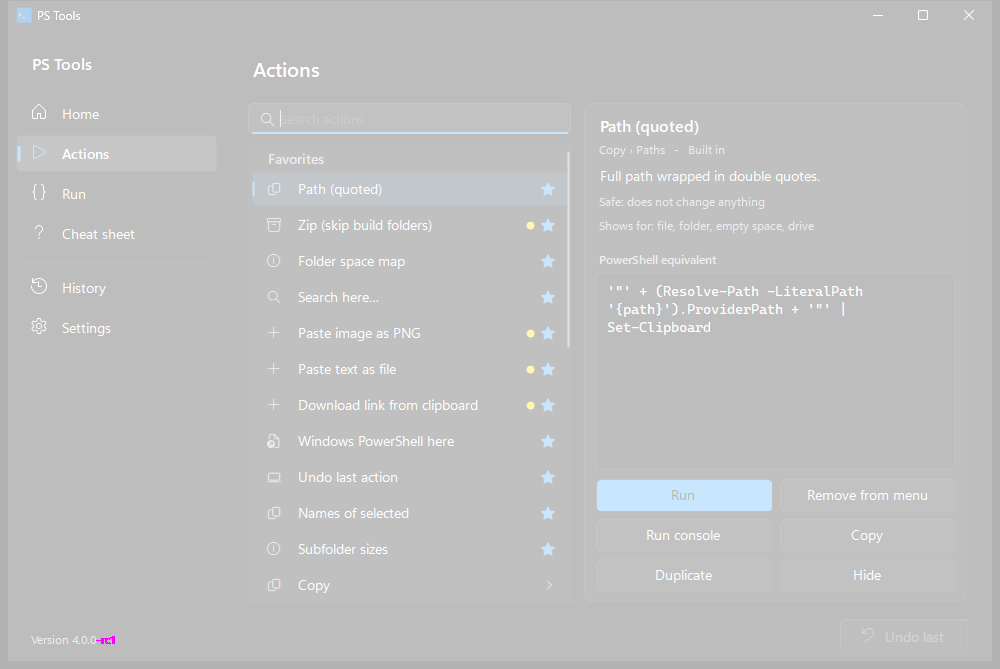 PS Tools
PS Tools
Home
Actions
Run
Cheat sheet
History
Settings
Version 4.0.0
Actions
Search actions
Favorites
Path (quoted)
Zip (skip build folders)
Folder space map
Search here...
Paste image as PNG
Paste text as file
Download link from clipboard
Windows PowerShell here
Undo last action
Names of selected
Subfolder sizes
Copy
Path (quoted)
Copy › Paths - Built in
Full path wrapped in double quotes.
Safe: does not change anything
Shows for: file, folder, empty space, drive
PowerShell equivalent
'"' + (Resolve-Path -LiteralPath
'{path}').ProviderPath + '"' |
Set-Clipboard
Run
Remove from menu
Run console
Copy
Duplicate
Hide
Undo last